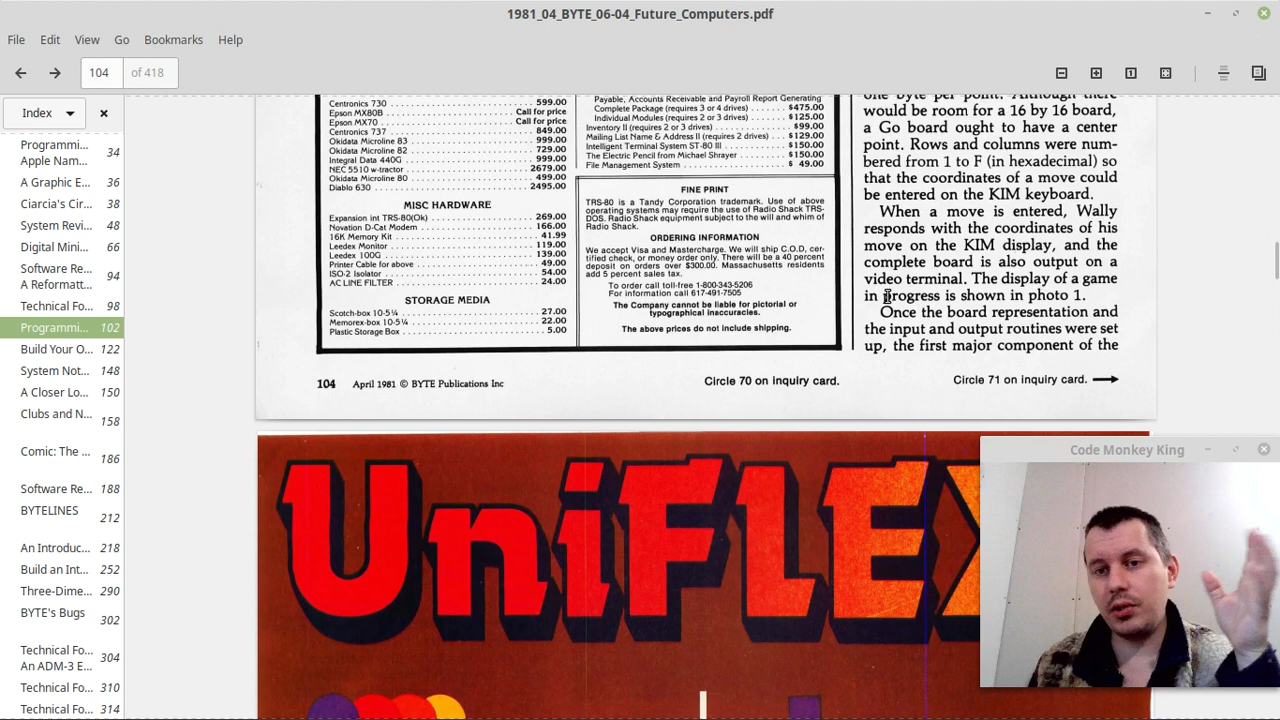 1981_04_BYTE_06-04_Future_Computers.pdf
File Edit View Go Bookmarks Help
104 of 418
Index
Programmi... 34
Apple Nam...
A Graphic E... 36
Ciarcia's Cir... 38
System Revi... 48
Digital Mini... 66
Software Re... 94
A Reformatt...
Technical Fo... 98
Programmi... 102
Build Your O... 122
System Not... 148
A Closer Lo... 150
Clubs and N... 158
Comic: The ... 186
Software Re... 188
BYTELINES 212
An Introduc... 218
Build an Int... 252
Three-Dime... 290
BYTE's Bugs 302
Technical Fo... 304
An ADM-3 E...
Technical Fo... 310
Technical Fo... 314
Centronics 730 599.00
Epson MX80B Call for price
Epson MX70 Call for price
Centronics 737 849.00
Okidata Microline 83 999.00
Okidata Microline 82 729.00
Integral Data 440G 999.00
NEC 5510 w-tractor 2679.00
Okidata Microline 80 499.00
Diablo 630 2495.00
MISC HARDWARE
Expansion int TRS-80(Ok) 269.00
Novation D-Cat Modem 166.00
16K Memory Kit 41.99
Leedex Monitor 119.00
Leedex 100G 139.00
Printer Cable for above 49.00
ISO-2 Isolator 54.00
AC LINE FILTER 24.00
STORAGE MEDIA
Scotch-box 10-5¼ 27.00
Memorex-box 10-5¼ 22.00
Plastic Storage Box 5.00
Payable, Accounts Receivable and Payroll Report Generating
Complete Package (requires 3 or 4 drives) $475.00
Individual Modules (requires 2 or 3 drives) $125.00
Inventory II (requires 2 or 3 drives) $99.00
Mailing List Name & Address II (requires 2 drives) $129.00
Intelligent Terminal System ST-80 III $150.00
The Electric Pencil from Michael Shrayer $150.00
File Management System $ 49.00
FINE PRINT
TRS-80 is a Tandy Corporation trademark. Use of above
operating systems may require the use of Radio Shack TRS-
DOS. Radio Shack equipment subject to the will and whim of
Radio Shack.
ORDERING INFORMATION
We accept Visa and Mastercharge. We will ship C.O.D, cer-
tified check, or money order only. There will be a 40 percent
deposit on orders over $300.00. Massachusetts residents
add 5 percent sales tax.
To order call toll-free 1-800-343-5206
For information call 617-491-7505
The Company cannot be liable for pictorial or
typographical inaccuracies.
The above prices do not include shipping.
one byte per point. Although there
would be room for a 16 by 16 board,
a Go board ought to have a center
point. Rows and columns were num-
bered from 1 to F (in hexadecimal) so
that the coordinates of a move could
be entered on the KIM keyboard.
When a move is entered, Wally
responds with the coordinates of his
move on the KIM display, and the
complete board is also output on a
video terminal. The display of a game
in progress is shown in photo 1.
Once the board representation and
the input and output routines were set
up, the first major component of the
104 April 1981 © BYTE Publications Inc
Circle 70 on inquiry card.
Circle 71 on inquiry card.
UniFLEX
Code Monkey King